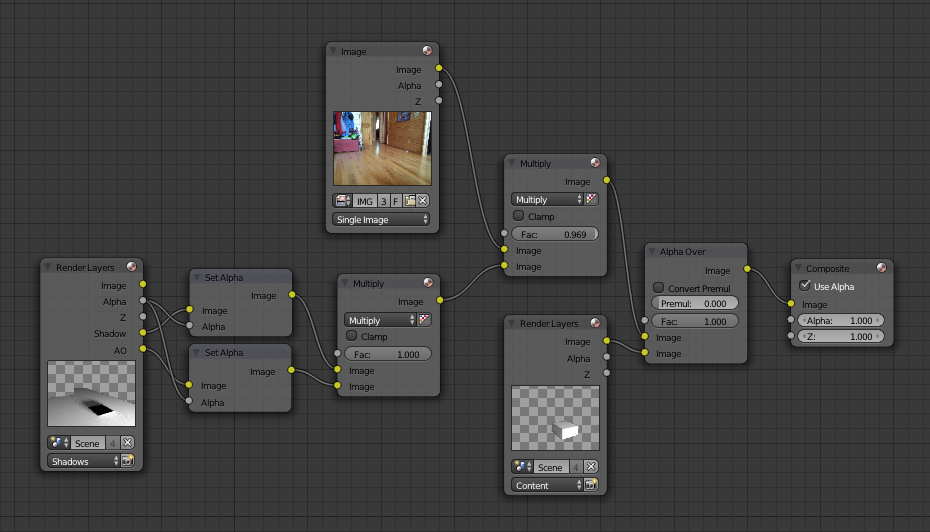 Image
Image
Alpha
Z
IMG 3 F
Single Image
Multiply
Image
Multiply
Clamp
Fac: 0.969
Image
Image
Render Layers
Image
Alpha
Z
Shadow
AO
Scene 4
Shadows
Set Alpha
Image
Image
Alpha
Set Alpha
Image
Image
Alpha
Multiply
Image
Multiply
Clamp
Fac: 1.000
Image
Image
Render Layers
Image
Alpha
Z
Scene 4
Content
Alpha Over
Image
Convert Premul
Premul: 0.000
Fac: 1.000
Image
Image
Composite
Use Alpha
Image
Alpha: 1.000
Z: 1.000